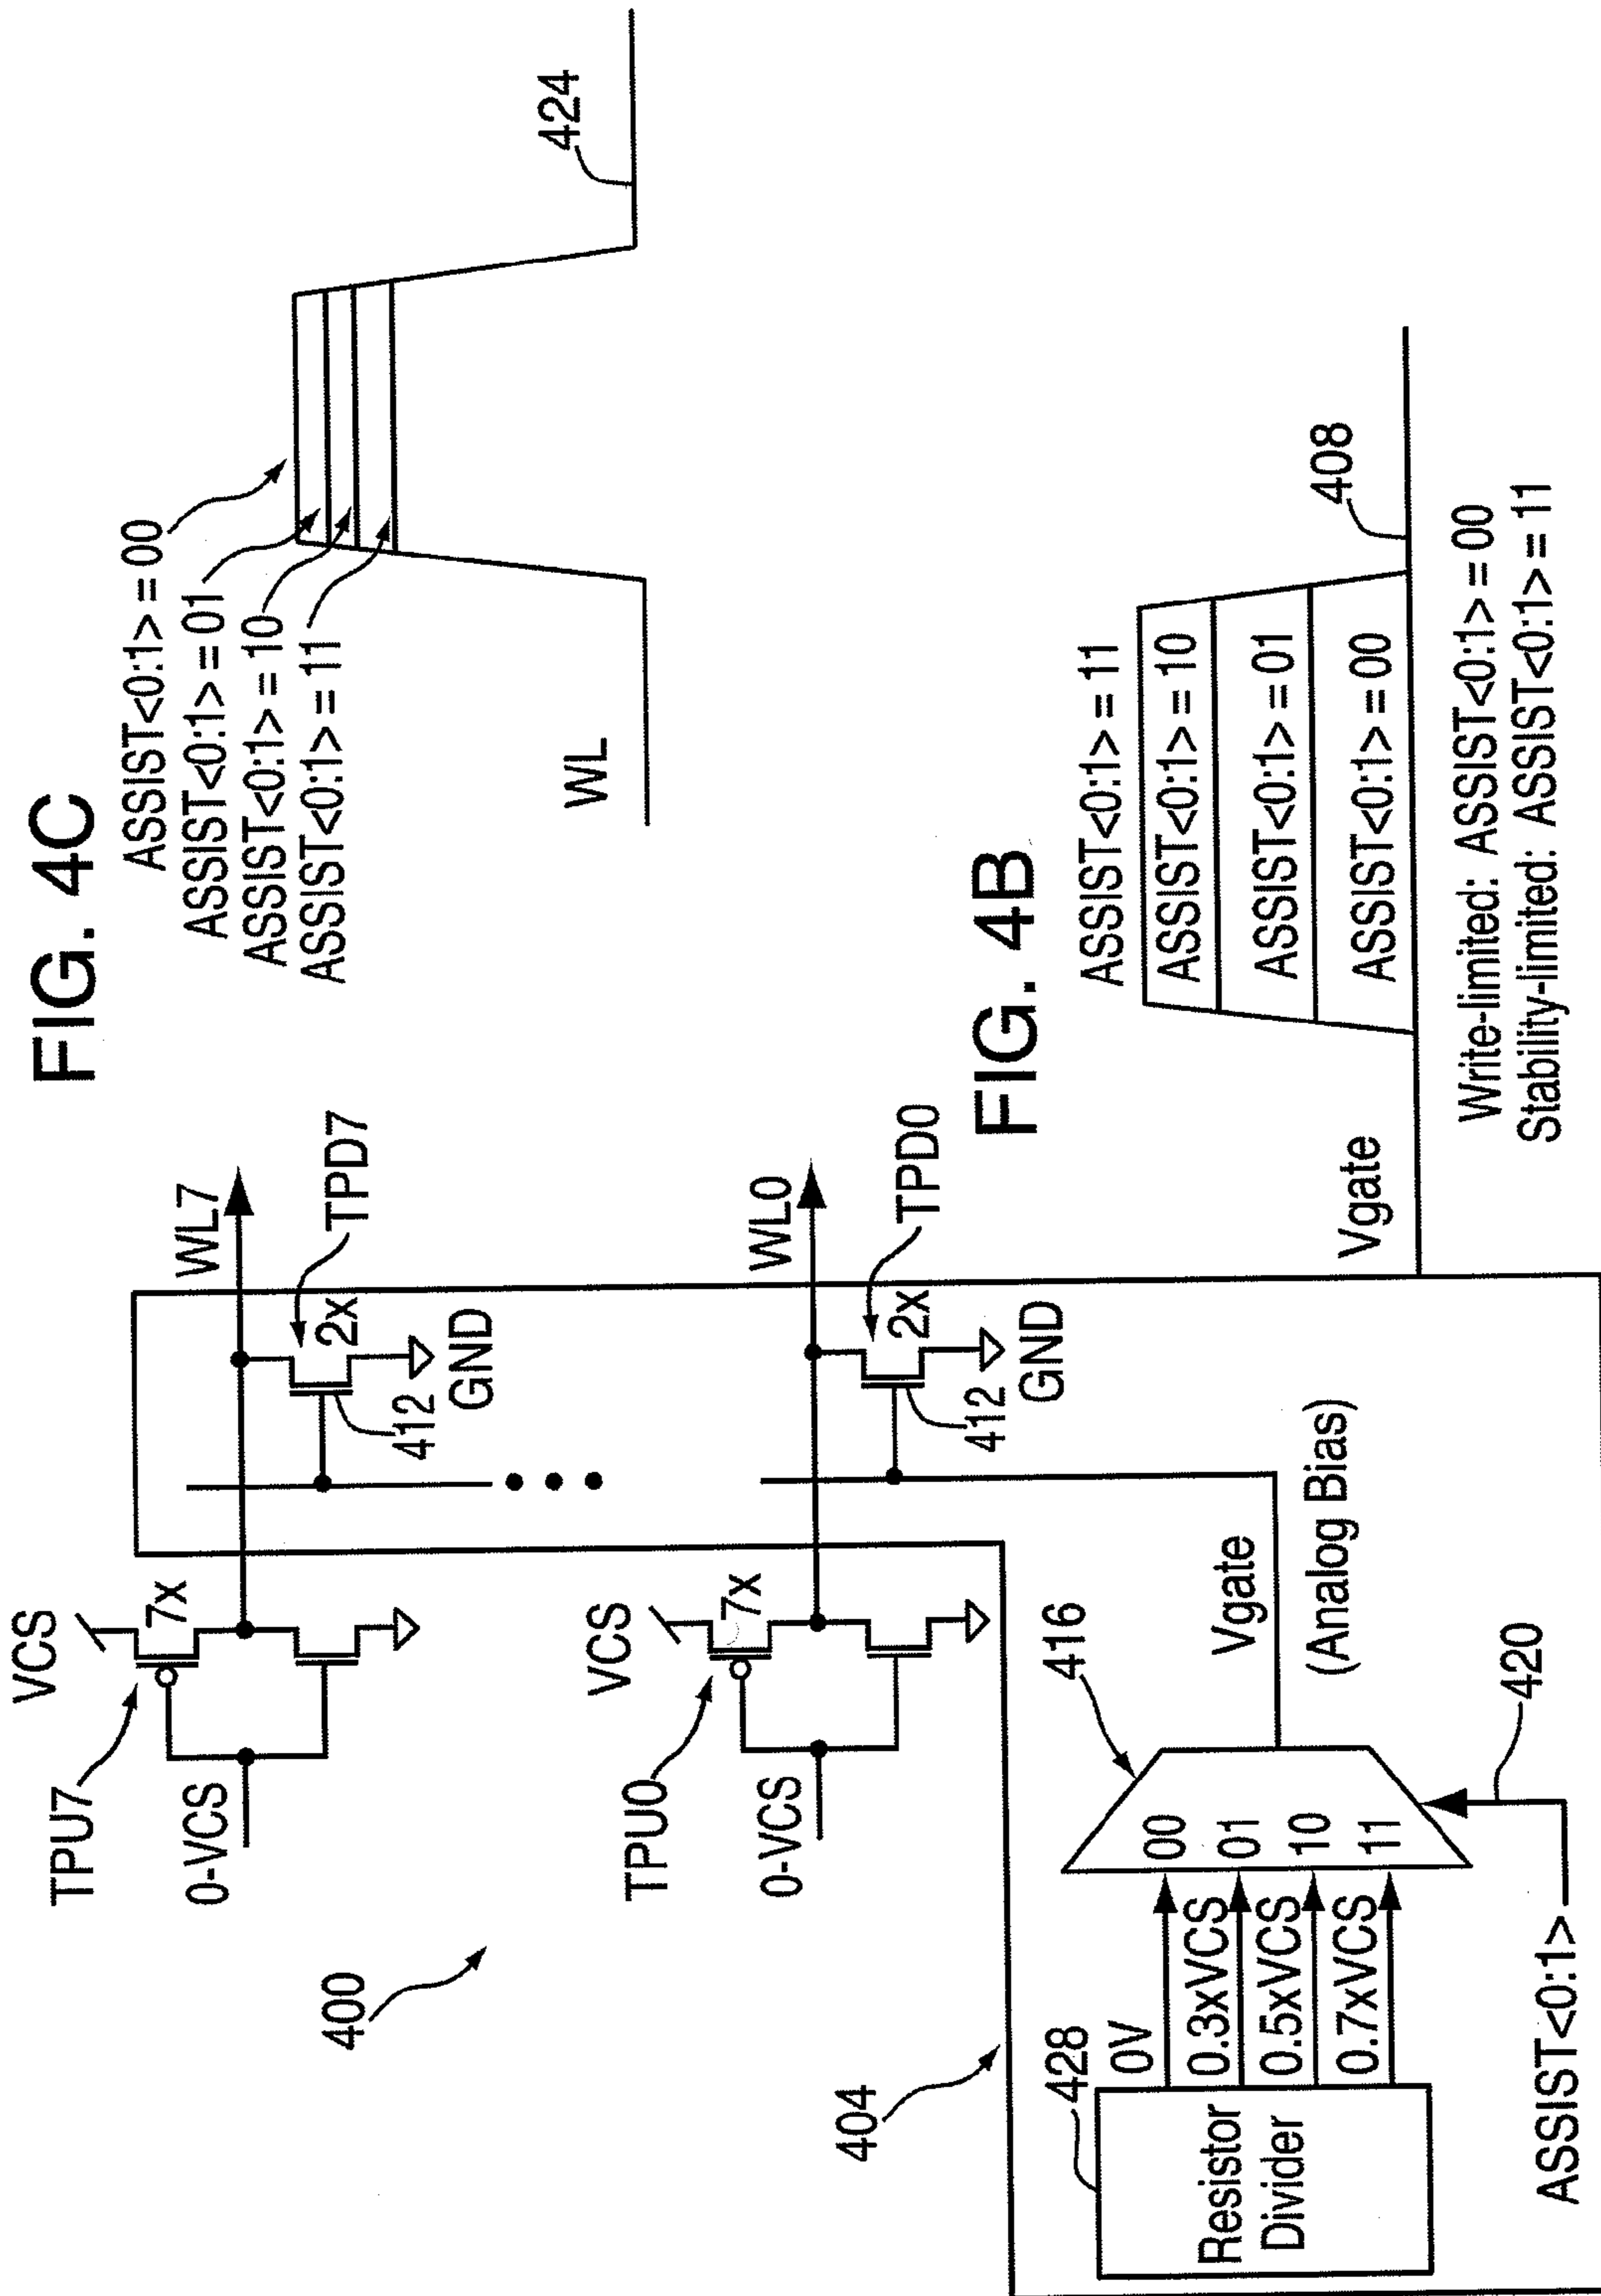 400
TPU7
VCS
7x
0-VCS
WL7
2x
TPD7
412
GND
TPU0
VCS
7x
0-VCS
WL0
2x
TPD0
412
GND
404
428
Resistor
Divider
0V
0.3xVCS
0.5xVCS
0.7xVCS
00
01
10
11
416
Vgate
(Analog Bias)
420
ASSIST<0:1>
FIG. 4C
ASSIST<0:1> = 00
ASSIST<0:1> = 01
ASSIST<0:1> = 10
ASSIST<0:1> = 11
WL
424
FIG. 4B
ASSIST<0:1> = 11
ASSIST<0:1> = 10
ASSIST<0:1> = 01
ASSIST<0:1> = 00
Vgate
408
Write-limited: ASSIST<0:1> = 00
Stability-limited: ASSIST<0:1> = 11